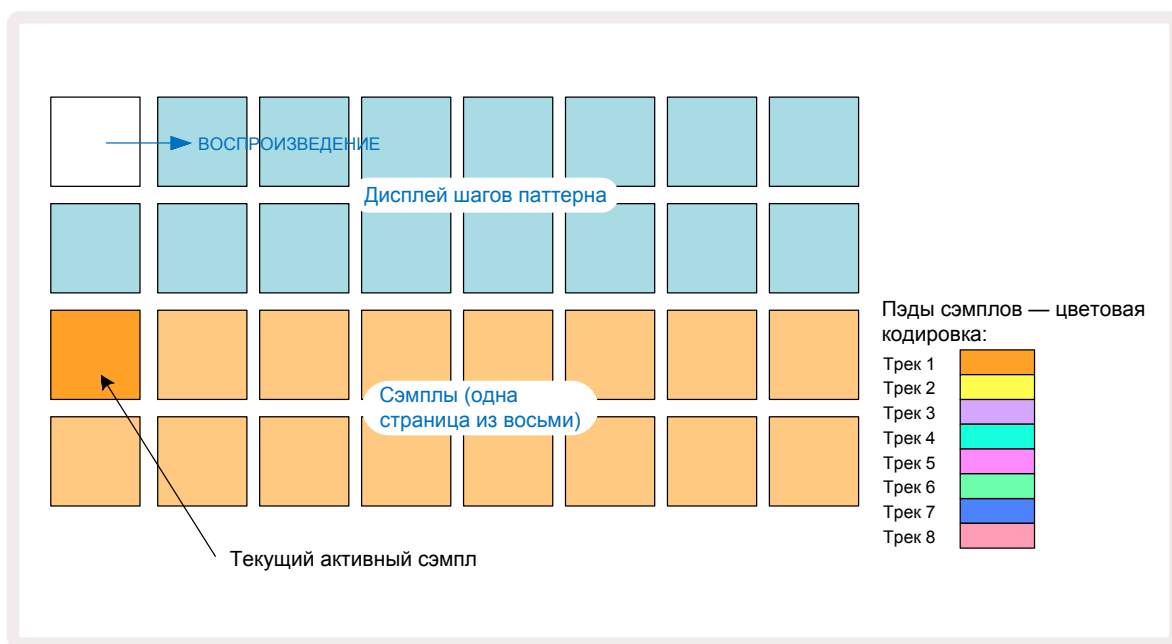 ВОСПРОИЗВЕДЕНИЕ
Дисплей шагов паттерна
Сэмплы (одна
страница из восьми)
Текущий активный сэмпл
Пэды сэмплов — цветовая
кодировка:
Трек 1
Трек 2
Трек 3
Трек 4
Трек 5
Трек 6
Трек 7
Трек 8